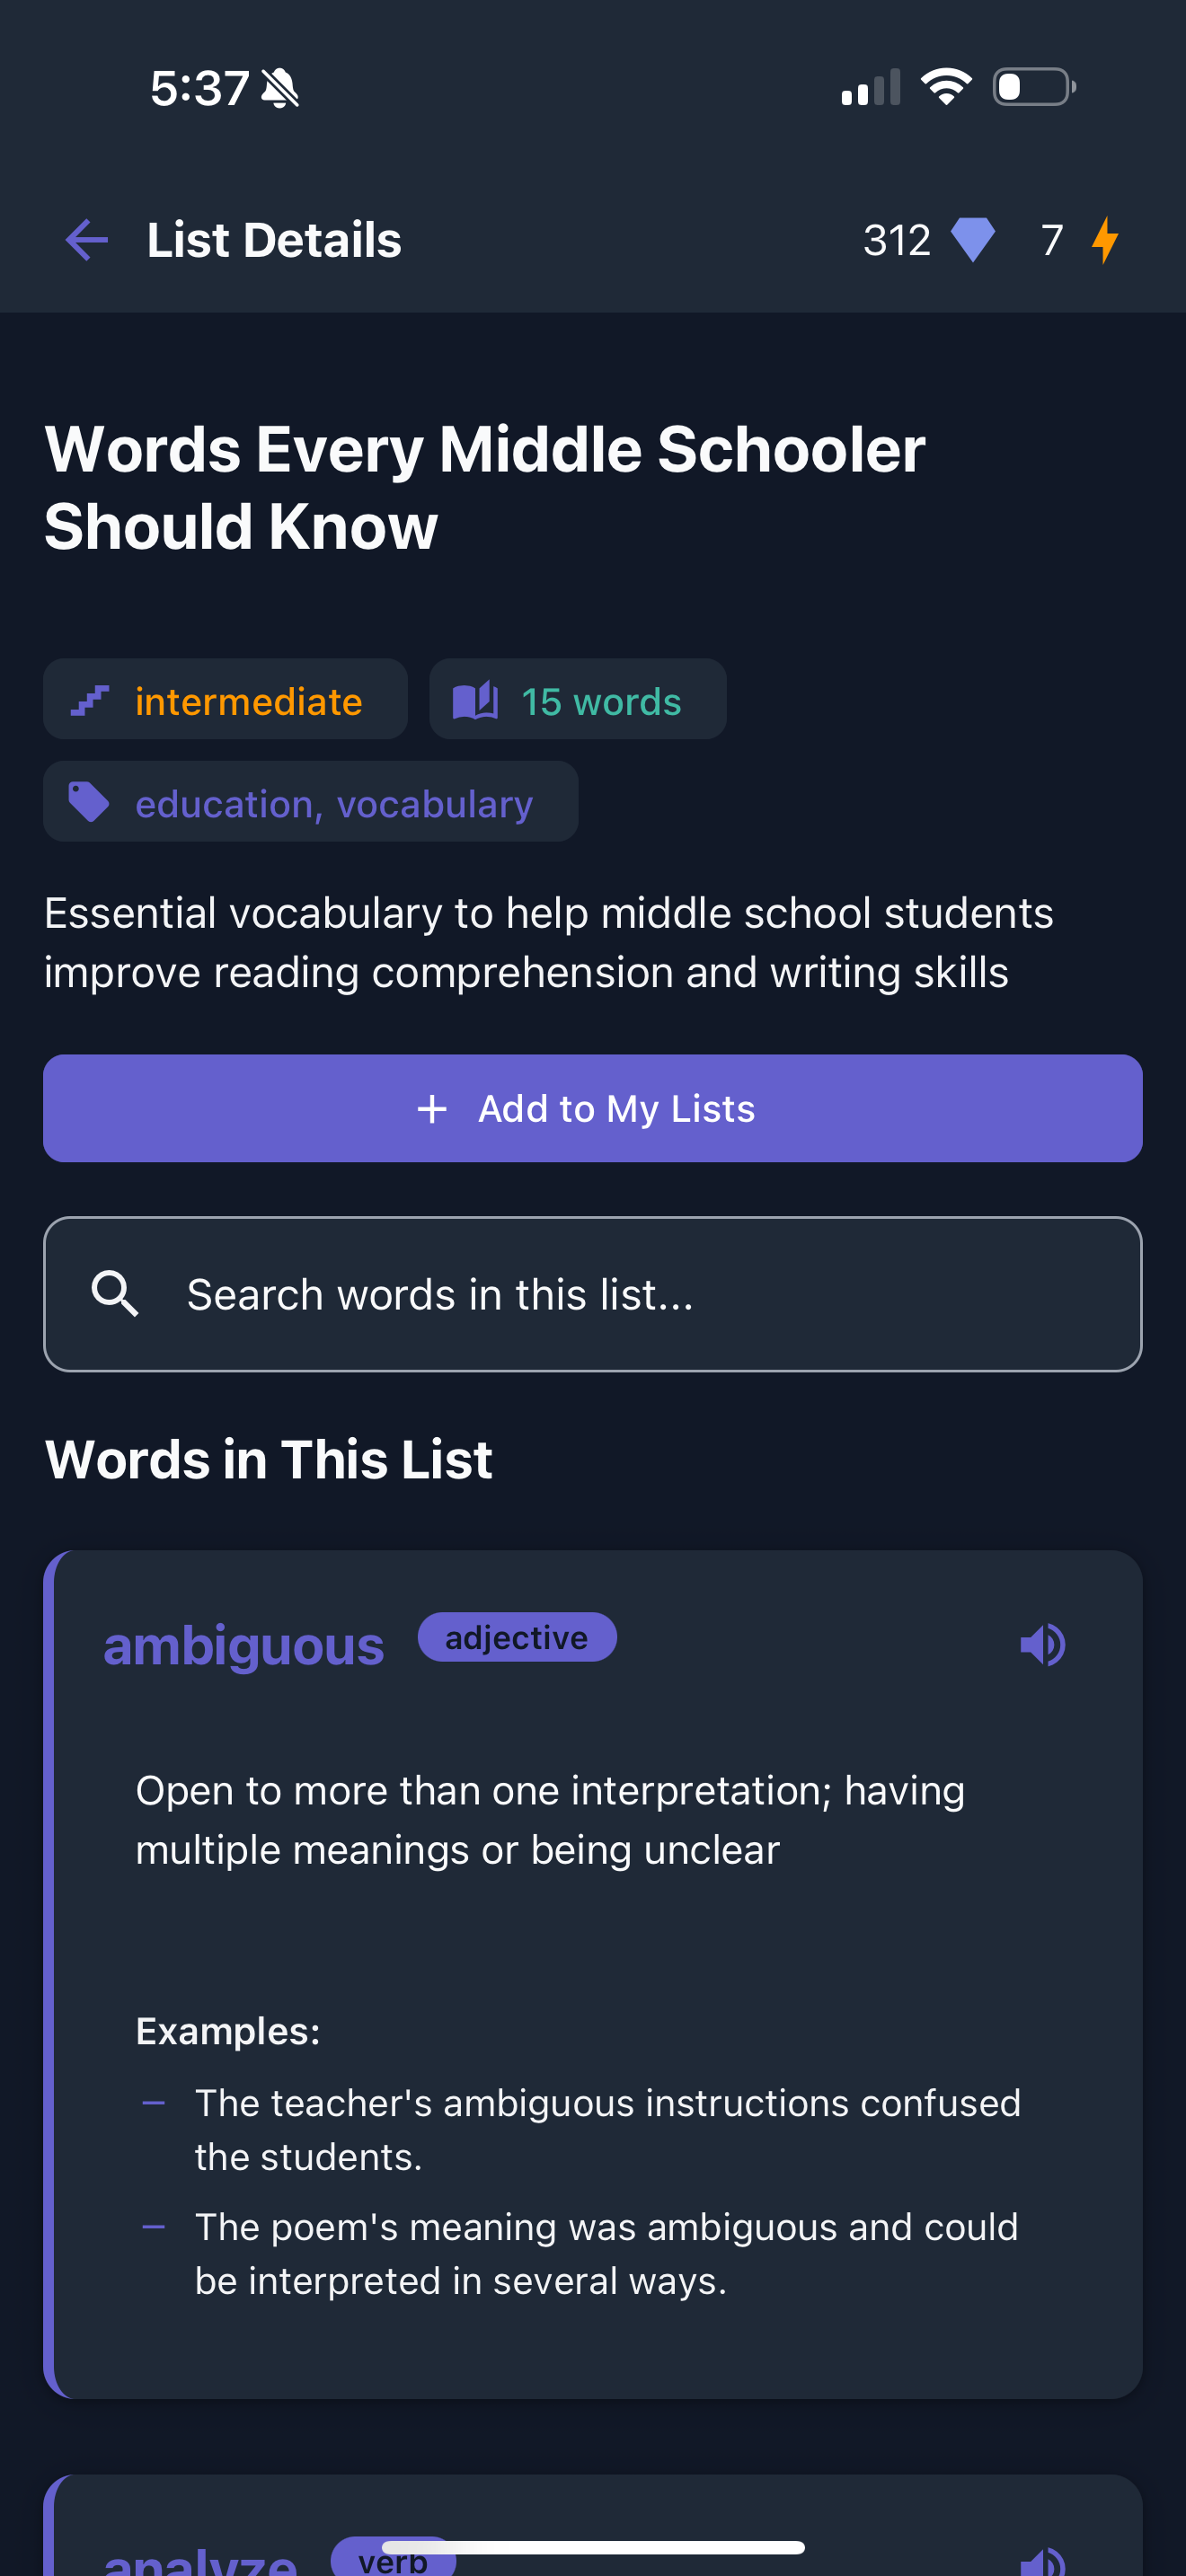 5:37
List Details 312 7
Words Every Middle Schooler
Should Know
intermediate 15 words
education, vocabulary
Essential vocabulary to help middle school students
improve reading comprehension and writing skills
+ Add to My Lists
Search words in this list...
Words in This List
ambiguous adjective
Open to more than one interpretation; having
multiple meanings or being unclear
Examples:
– The teacher's ambiguous instructions confused
the students.
– The poem's meaning was ambiguous and could
be interpreted in several ways.
analyze verb